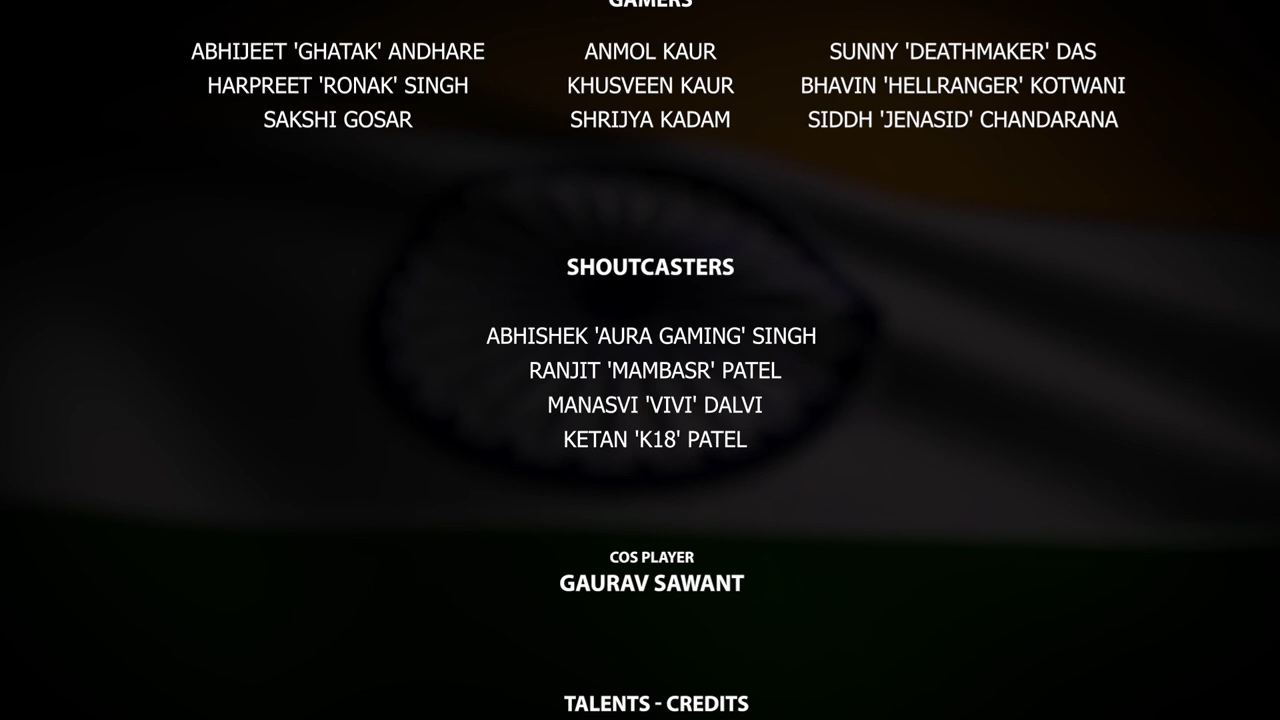 GAMERS
ABHIJEET 'GHATAK' ANDHARE ANMOL KAUR SUNNY 'DEATHMAKER' DAS
HARPREET 'RONAK' SINGH KHUSVEEN KAUR BHAVIN 'HELLRANGER' KOTWANI
SAKSHI GOSAR SHRIJYA KADAM SIDDH 'JENASID' CHANDARANA
SHOUTCASTERS
ABHISHEK 'AURA GAMING' SINGH
RANJIT 'MAMBASR' PATEL
MANASVI 'VIVI' DALVI
KETAN 'K18' PATEL
COS PLAYER
GAURAV SAWANT
TALENTS - CREDITS